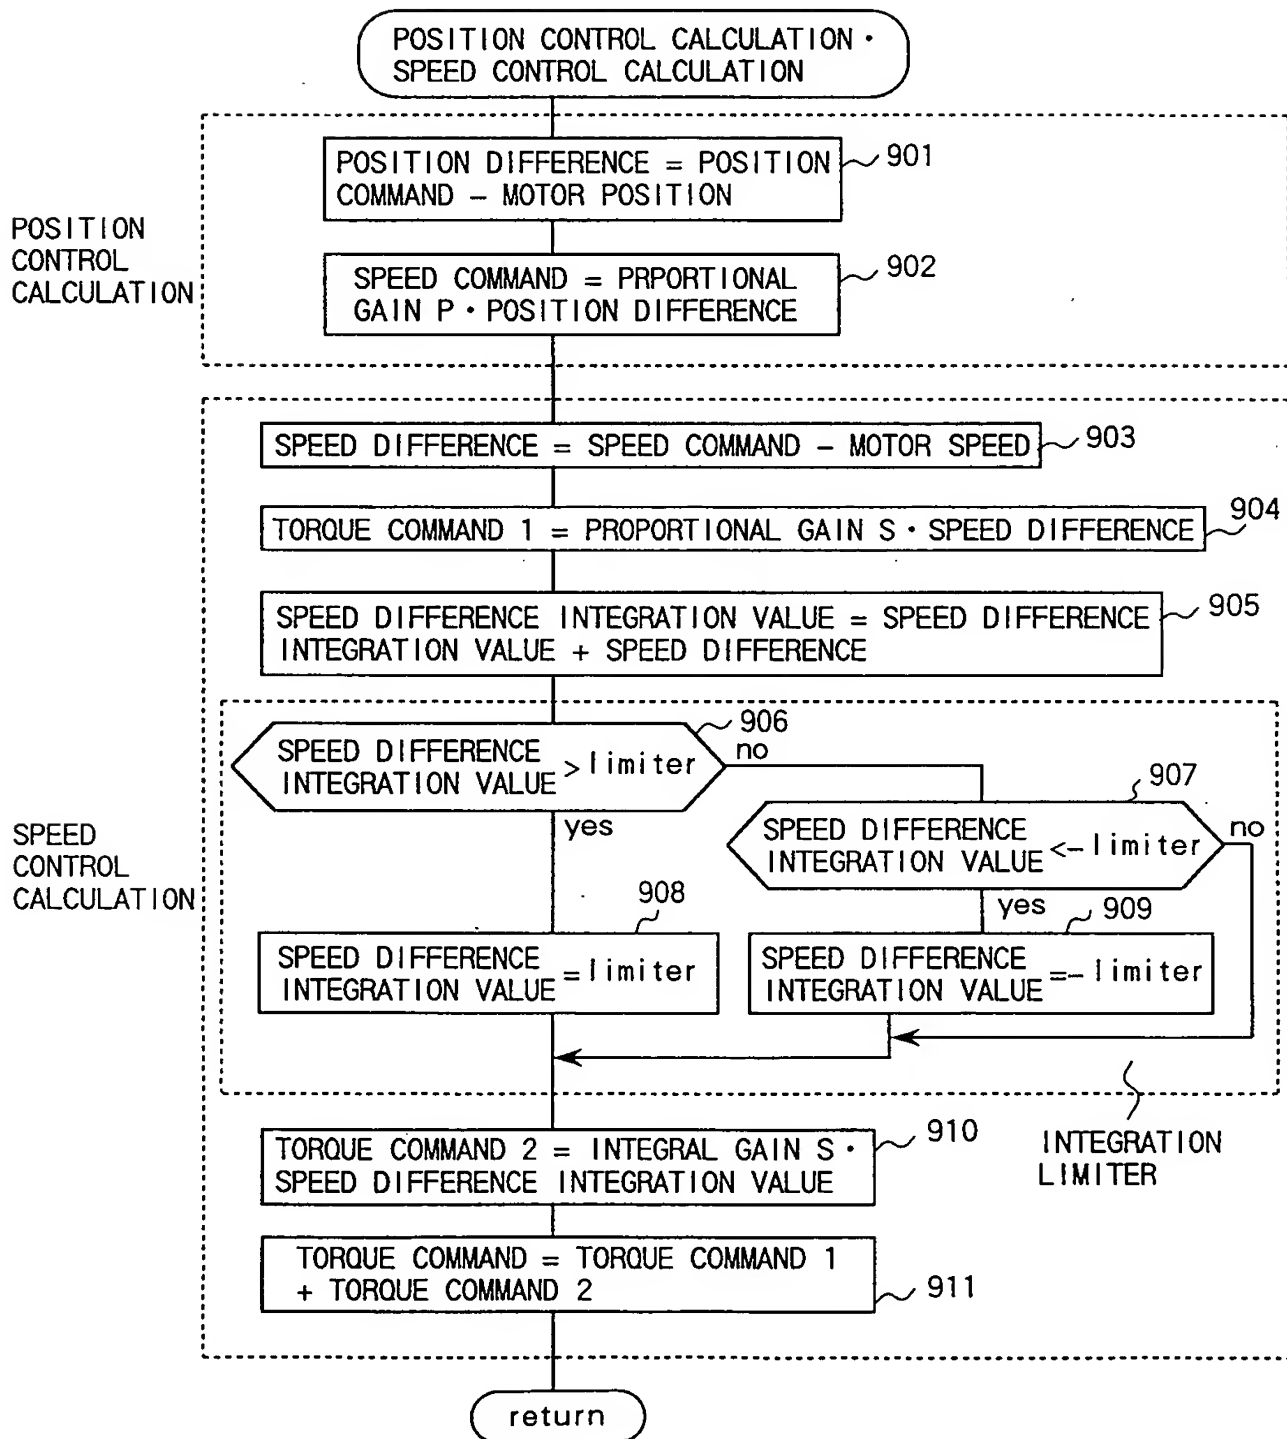 POSITION CONTROL CALCULATION・
SPEED CONTROL CALCULATION
POSITION
CONTROL
CALCULATION
POSITION DIFFERENCE = POSITION
COMMAND - MOTOR POSITION
901
SPEED COMMAND = PRPORTIONAL
GAIN P・POSITION DIFFERENCE
902
SPEED
CONTROL
CALCULATION
SPEED DIFFERENCE = SPEED COMMAND - MOTOR SPEED
903
TORQUE COMMAND 1 = PROPORTIONAL GAIN S・SPEED DIFFERENCE
904
SPEED DIFFERENCE INTEGRATION VALUE = SPEED DIFFERENCE
INTEGRATION VALUE + SPEED DIFFERENCE
905
SPEED DIFFERENCE
INTEGRATION VALUE > limiter
906
no
yes
SPEED DIFFERENCE
INTEGRATION VALUE <- limiter
907
no
yes
SPEED DIFFERENCE
INTEGRATION VALUE = limiter
908
SPEED DIFFERENCE
INTEGRATION VALUE =- limiter
909
INTEGRATION
LIMITER
TORQUE COMMAND 2 = INTEGRAL GAIN S・
SPEED DIFFERENCE INTEGRATION VALUE
910
TORQUE COMMAND = TORQUE COMMAND 1
+ TORQUE COMMAND 2
911
return